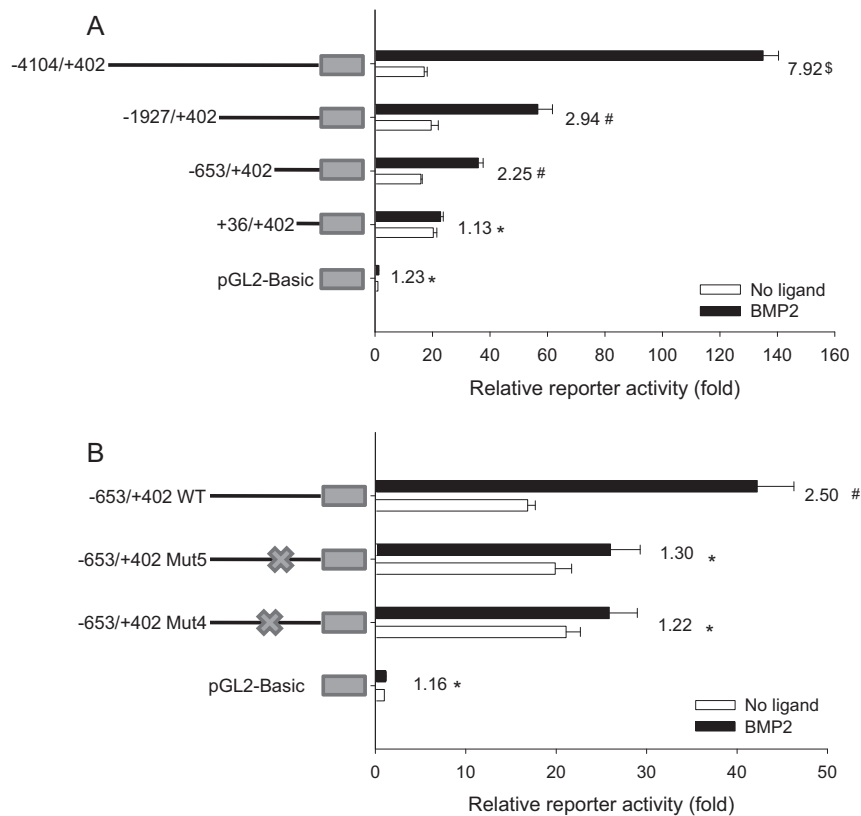 A
-4104/+402
7.92 $
-1927/+402
2.94 #
-653/+402
2.25 #
+36/+402
1.13 *
pGL2-Basic
1.23 *
No ligand
BMP2
0 20 40 60 80 100 120 140 160
Relative reporter activity (fold)
B
-653/+402 WT
2.50 #
-653/+402 Mut5
1.30 *
-653/+402 Mut4
1.22 *
pGL2-Basic
1.16 *
No ligand
BMP2
0 10 20 30 40 50
Relative reporter activity (fold)